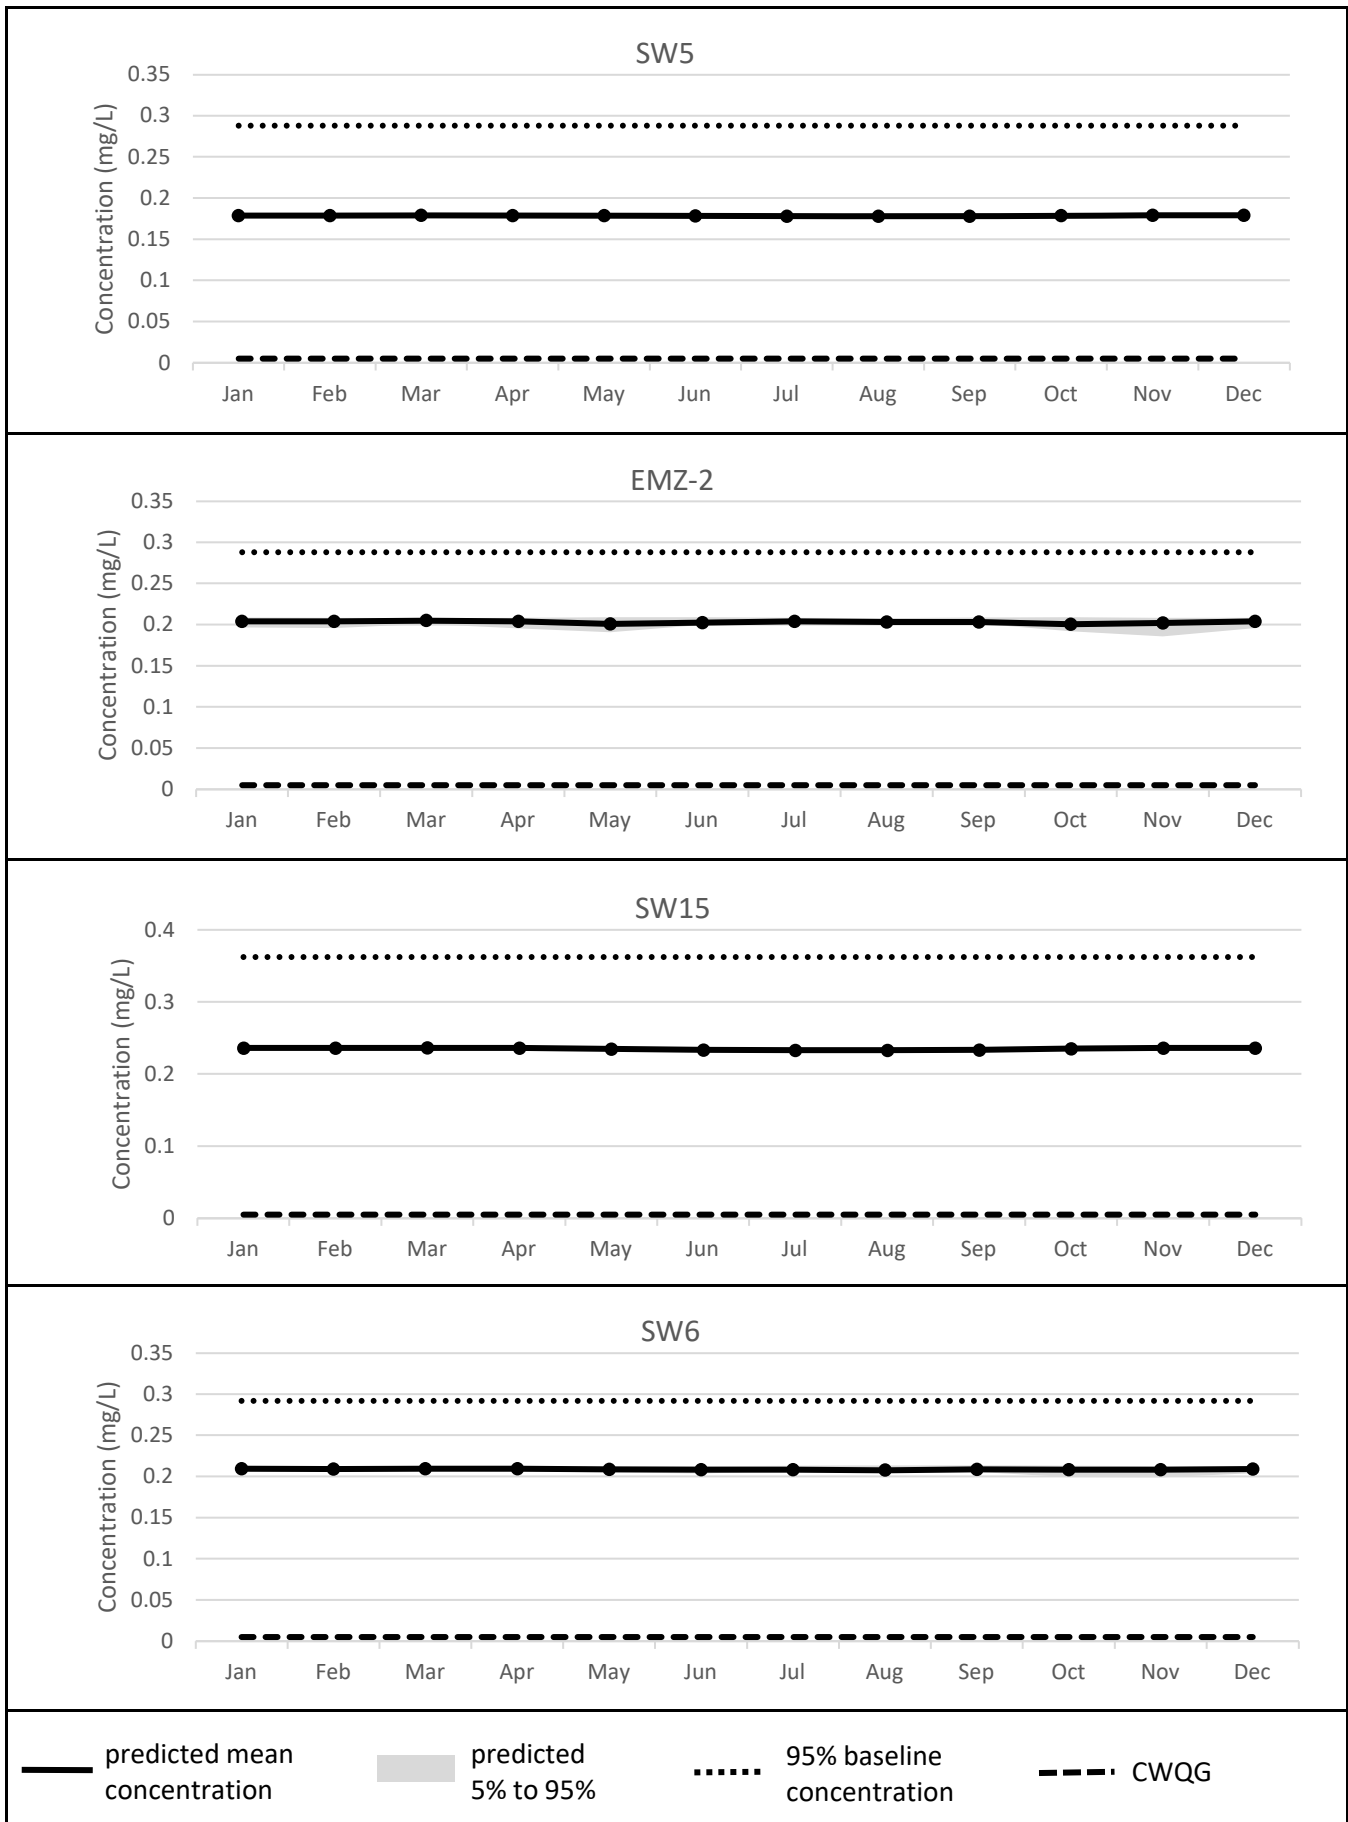 SW5
Concentration (mg/L)
0.35
0.3
0.25
0.2
0.15
0.1
0.05
0
Jan Feb Mar Apr May Jun Jul Aug Sep Oct Nov Dec
EMZ-2
Concentration (mg/L)
0.35
0.3
0.25
0.2
0.15
0.1
0.05
0
Jan Feb Mar Apr May Jun Jul Aug Sep Oct Nov Dec
SW15
Concentration (mg/L)
0.4
0.3
0.2
0.1
0
Jan Feb Mar Apr May Jun Jul Aug Sep Oct Nov Dec
SW6
Concentration (mg/L)
0.35
0.3
0.25
0.2
0.15
0.1
0.05
0
Jan Feb Mar Apr May Jun Jul Aug Sep Oct Nov Dec
predicted mean
concentration
predicted
5% to 95%
95% baseline
concentration
CWQG